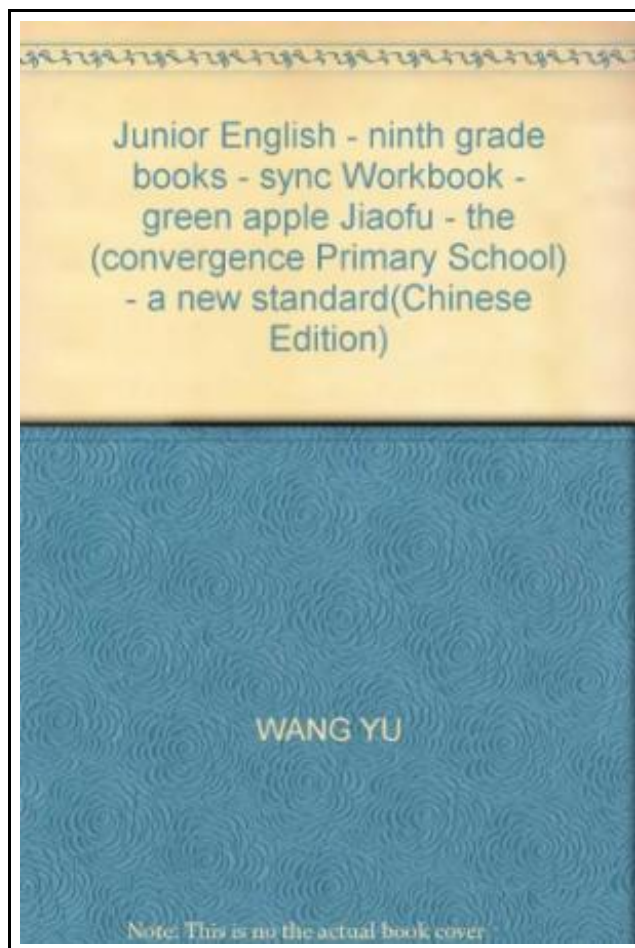 Junior English - ninth grade
books - sync Workbook -
green apple Jiaofu - the
(convergence Primary School)
- a new standard(Chinese
Edition)
WANG YU
Note: This is no the actual book cover